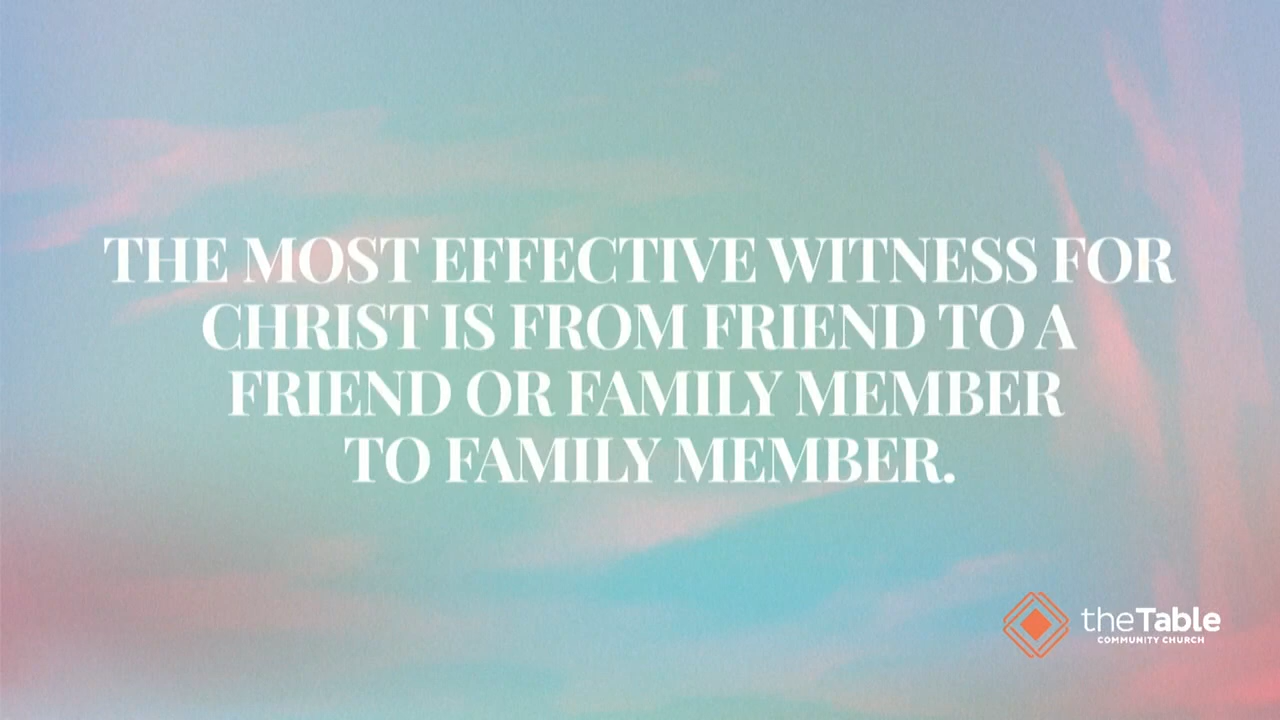 THE MOST EFFECTIVE WITNESS FOR
CHRIST IS FROM FRIEND TO A
FRIEND OR FAMILY MEMBER
TO FAMILY MEMBER.
theTable
COMMUNITY CHURCH